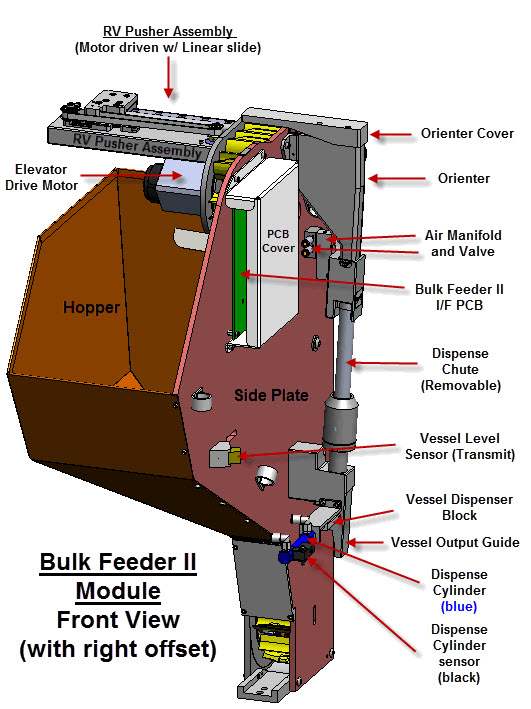 RV Pusher Assembly
(Motor driven w/ Linear slide)
RV Pusher Assembly
Orienter Cover
Elevator
Drive Motor
Orienter
PCB
Cover
Air Manifold
and Valve
Bulk Feeder II
I/F PCB
Hopper
Dispense
Chute
(Removable)
Side Plate
Vessel Level
Sensor (Transmit)
Vessel Dispenser
Block
Vessel Output Guide
Bulk Feeder II
Module
Front View
(with right offset)
Dispense
Cylinder
(blue)
Dispense
Cylinder
sensor
(black)